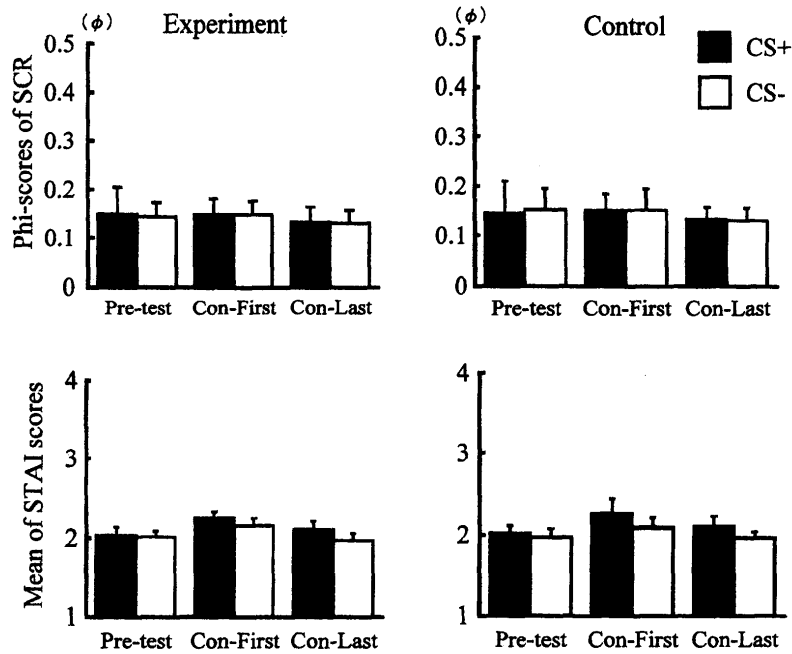 (ϕ)
Experiment
Phi-scores of SCR
0.5
0.4
0.3
0.2
0.1
0
Pre-test Con-First Con-Last
(ϕ)
Control
CS+
CS-
0.5
0.4
0.3
0.2
0.1
0
Pre-test Con-First Con-Last
Mean of STAI scores
4
3
2
1
Pre-test Con-First Con-Last
4
3
2
1
Pre-test Con-First Con-Last